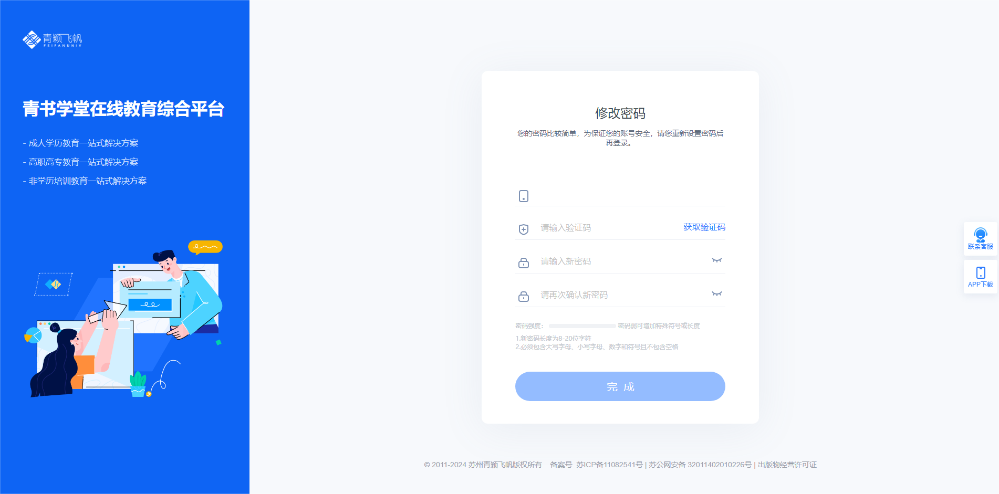 青颖飞帆
FEIFANUNIV
青书学堂在线教育综合平台
- 成人学历教育一站式解决方案
- 高职高专教育一站式解决方案
- 非学历培训教育一站式解决方案
修改密码
您的密码比较简单，为保证您的账号安全，请您重新设置密码后
再登录。
请输入验证码 获取验证码
请输入新密码
请再次确认新密码
密码强度： 密码弱可增加特殊符号或长度
1.新密码长度为8-20位字符
2.必须包含大写字母、小写字母、数字和符号且不包含空格
完 成
联系客服
APP下载
© 2011-2024 苏州青颖飞帆版权所有 备案号 苏ICP备11082541号 | 苏公网安备 32011402010226号 | 出版物经营许可证